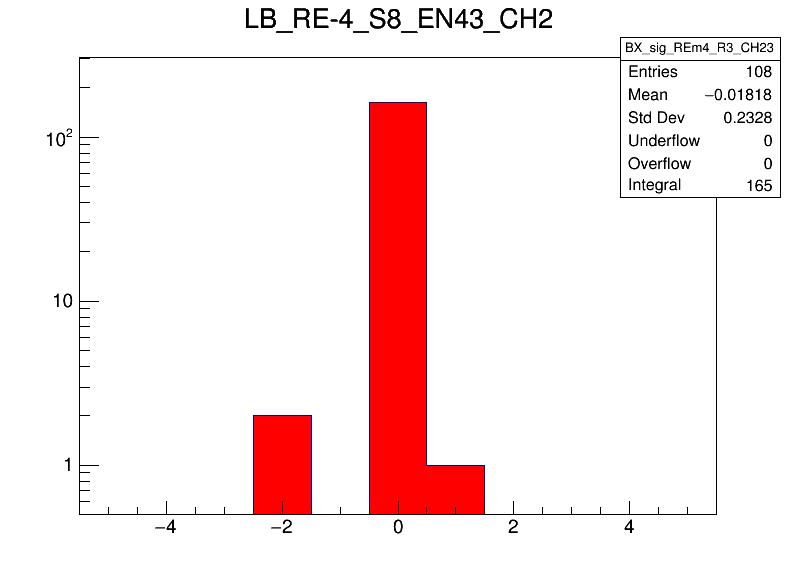 LB_RE-4_S8_EN43_CH2
BX_sig_REm4_R3_CH23
Entries 108
Mean −0.01818
Std Dev 0.2328
Underflow 0
Overflow 0
Integral 165
10²
10
1
−4 −2 0 2 4